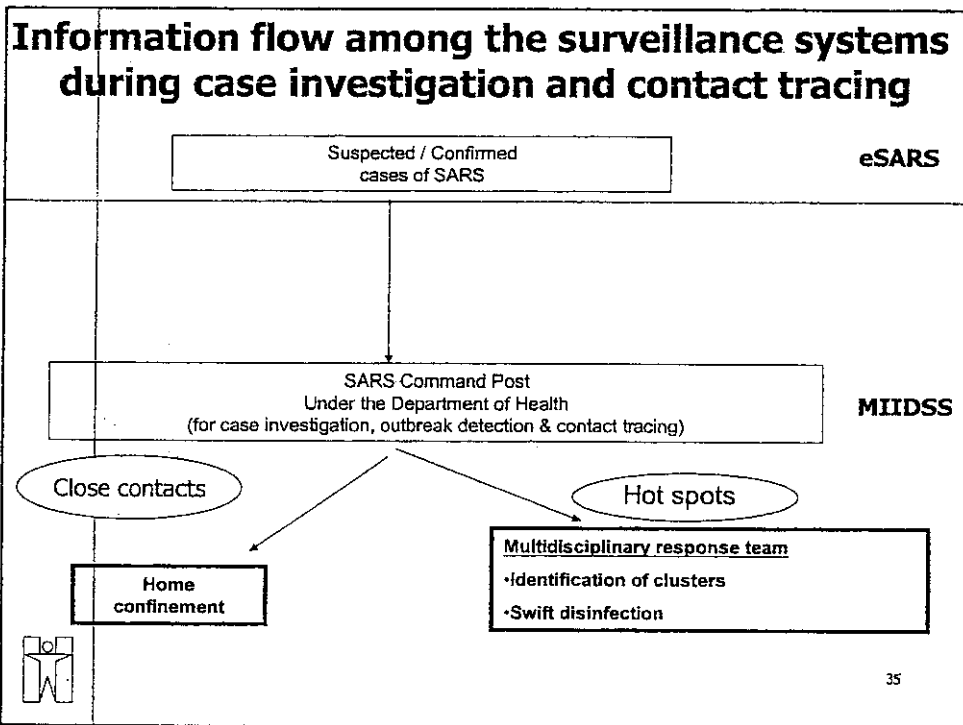 Information flow among the surveillance systems
during case investigation and contact tracing
Suspected / Confirmed
cases of SARS
eSARS
SARS Command Post
Under the Department of Health
(for case investigation, outbreak detection & contact tracing)
MIIDSS
Close contacts
Hot spots
Home
confinement
Multidisciplinary response team
•Identification of clusters
•Swift disinfection
35